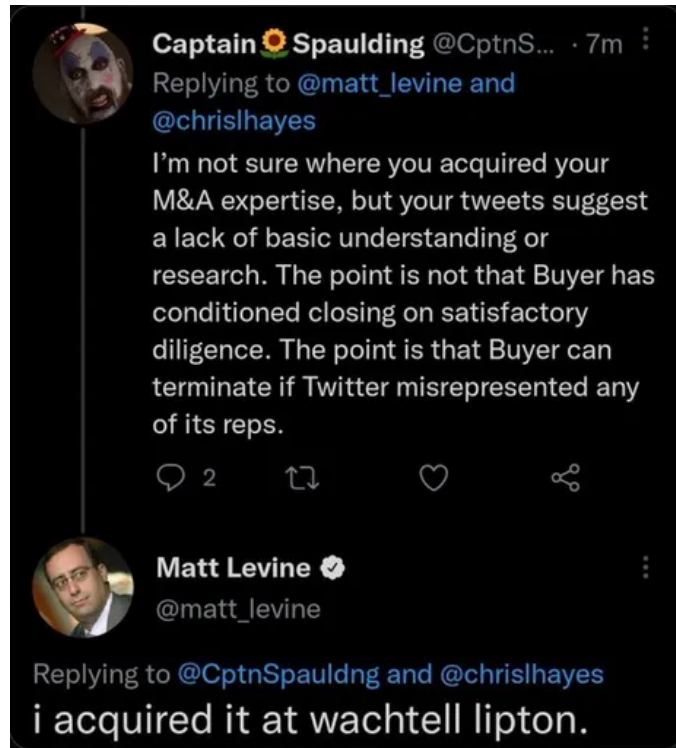 Captain🌻Spaulding @CptnS... · 7m
Replying to @matt_levine and
@chrislhayes
I'm not sure where you acquired your
M&A expertise, but your tweets suggest
a lack of basic understanding or
research. The point is not that Buyer has
conditioned closing on satisfactory
diligence. The point is that Buyer can
terminate if Twitter misrepresented any
of its reps.
2
Matt Levine
@matt_levine
Replying to @CptnSpauldng and @chrislhayes
i acquired it at wachtell lipton.